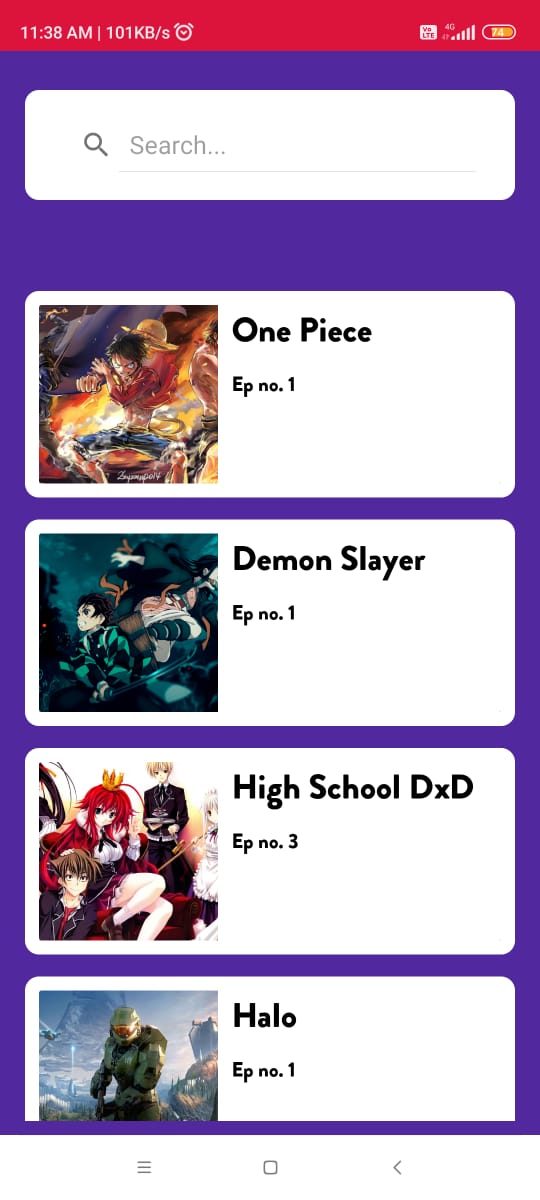 11:38 AM | 101KB/s
Vo
LTE
4G
74
Search...
One Piece
Ep no. 1
Demon Slayer
Ep no. 1
High School DxD
Ep no. 3
Halo
Ep no. 1